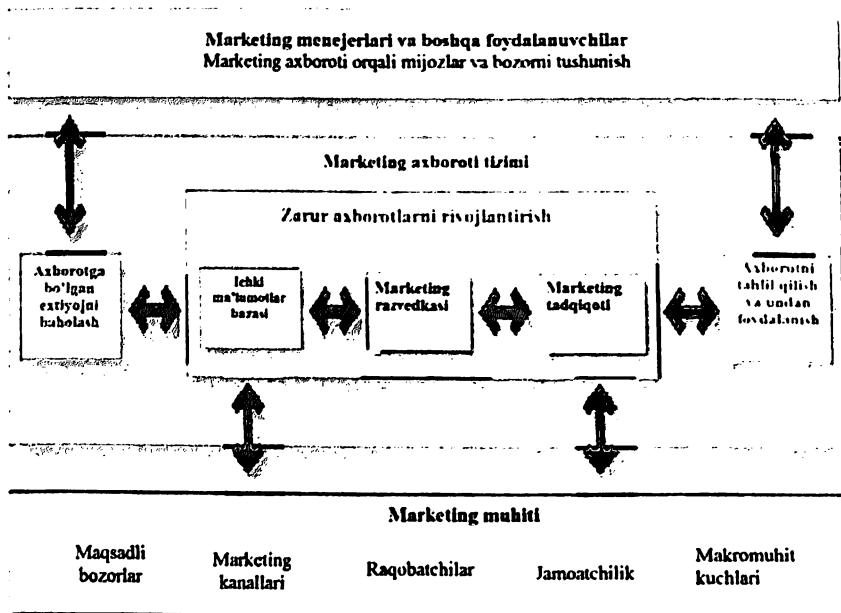 Marketing menejerlari va boshqa foydalanuvchilar
Marketing axboroti orqali mijozlar va bozorni tushunish
Marketing axboroti tizimi
Zarur axborotlarni rivojlantirish
Axborotga
bo'lgan
extiyojni
baholash
Ichki
ma'lumotlar
bazasi
Marketing
razvedkasi
Marketing
tadqiqoti
Axborotni
tahlil qilish
va undan
foydalanish
Marketing muhiti
Maqsadli
bozorlar
Marketing
kanallari
Raqobatchilar
Jamoatchilik
Makromuhit
kuchlari